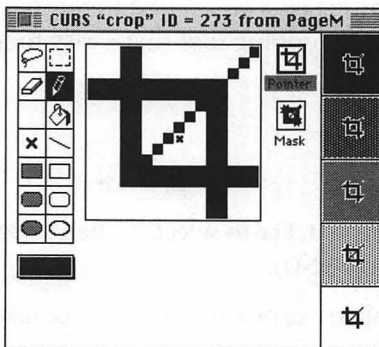 CURS “crop” ID = 273 from PageM
Pointer
Mask